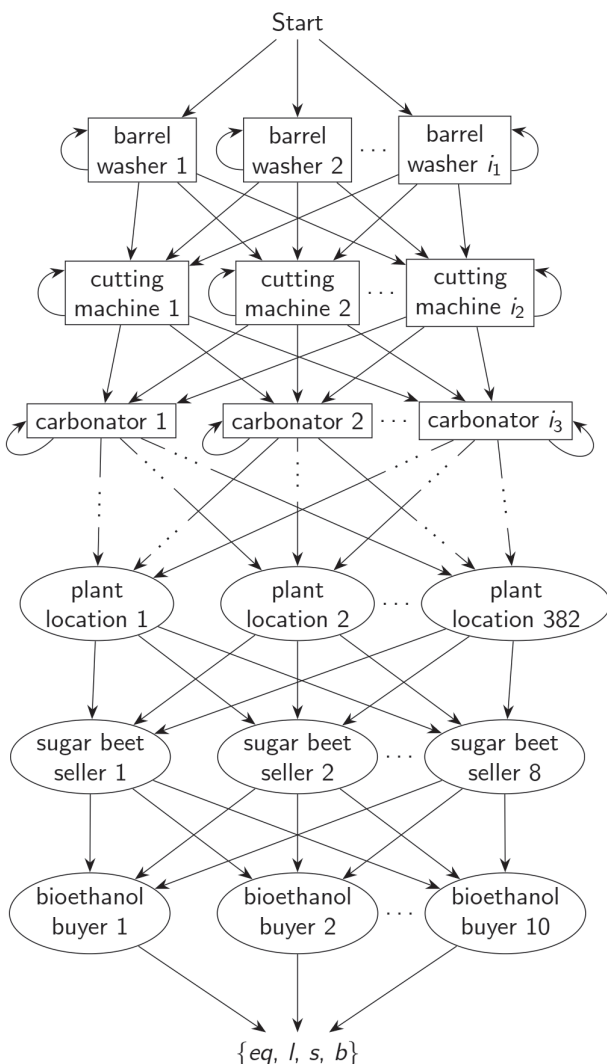 Start
barrel
washer 1
barrel
washer 2
...
barrel
washer i₁
cutting
machine 1
cutting
machine 2
...
cutting
machine i₂
carbonator 1
carbonator 2
...
carbonator i₃
plant
location 1
plant
location 2
...
plant
location 382
sugar beet
seller 1
sugar beet
seller 2
...
sugar beet
seller 8
bioethanol
buyer 1
bioethanol
buyer 2
...
bioethanol
buyer 10
{eq, l, s, b}